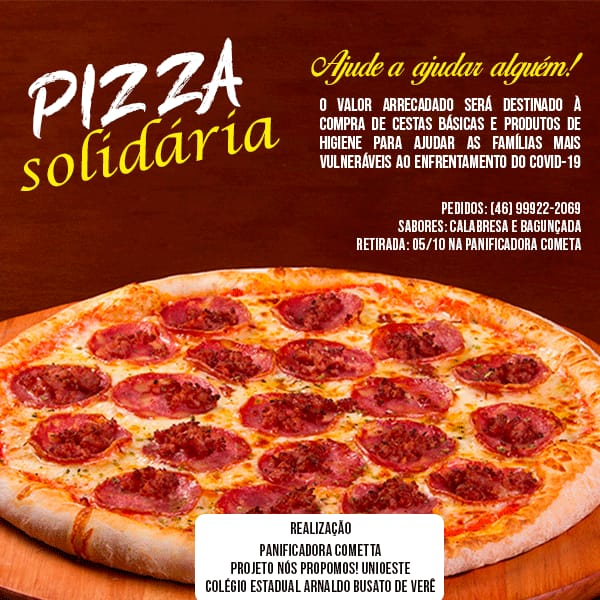 PIZZA
solidária
Ajude a ajudar alguém!
O VALOR ARRECADADO SERÁ DESTINADO À
COMPRA DE CESTAS BÁSICAS E PRODUTOS DE
HIGIENE PARA AJUDAR AS FAMÍLIAS MAIS
VULNERÁVEIS AO ENFRENTAMENTO DO COVID-19
PEDIDOS: (46) 99922-2069
SABORES: CALABRESA E BAGUNÇADA
RETIRADA: 05/10 NA PANIFICADORA COMETA
REALIZAÇÃO
PANIFICADORA COMETTA
PROJETO NÓS PROPOMOS! UNIOESTE
COLÉGIO ESTADUAL ARNALDO BUSATO DE VERÊ